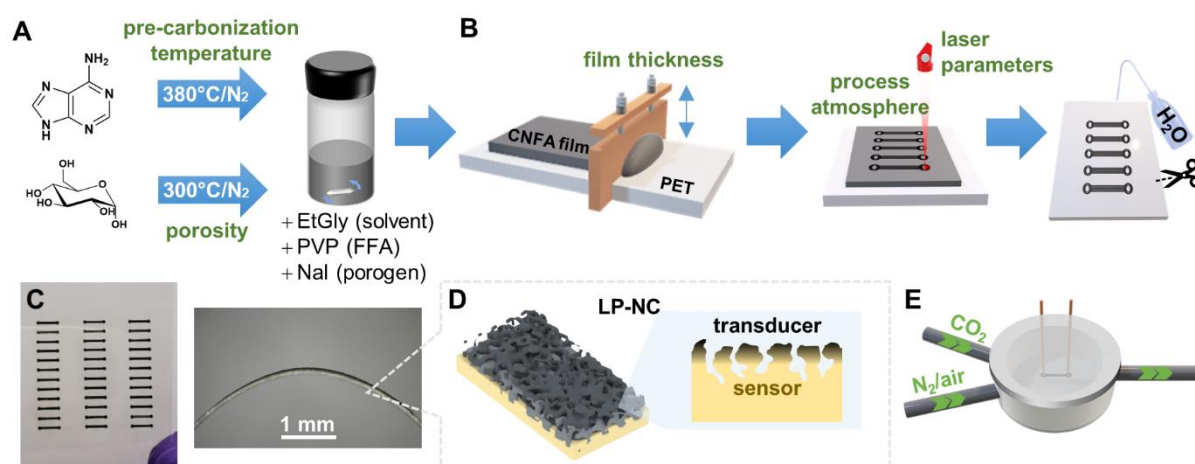 A
pre-carbonization
temperature
NH₂
N
N
N
N
H
380°C/N₂
OH
HO
HO
O
OH
OH
300°C/N₂
porosity
+ EtGly (solvent)
+ PVP (FFA)
+ NaI (porogen)
B
film thickness
CNFA film
PET
process
atmosphere
laser
parameters
H₂O
C
1 mm
D
LP-NC
transducer
sensor
E
CO₂
N₂/air